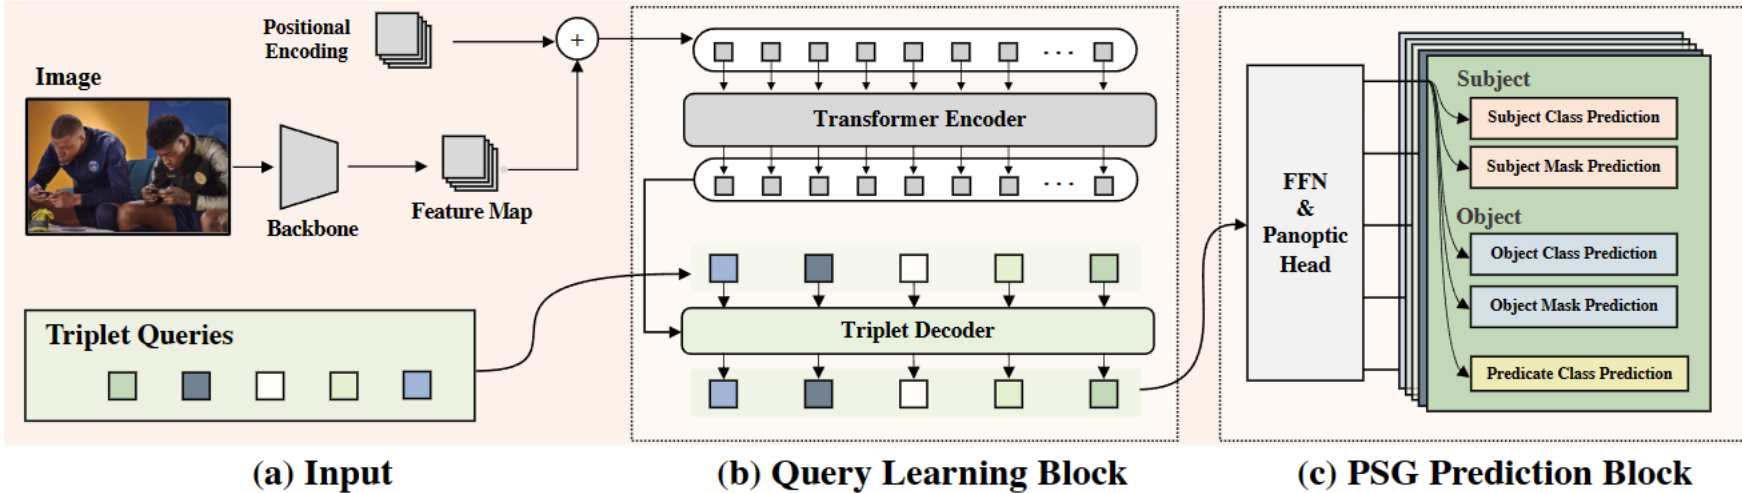 Positional
Encoding
+
Image
Backbone
Feature Map
Triplet Queries
(a) Input
. . .
Transformer Encoder
. . .
Triplet Decoder
(b) Query Learning Block
FFN
&
Panoptic
Head
Subject
Subject Class Prediction
Subject Mask Prediction
Object
Object Class Prediction
Object Mask Prediction
Predicate Class Prediction
(c) PSG Prediction Block